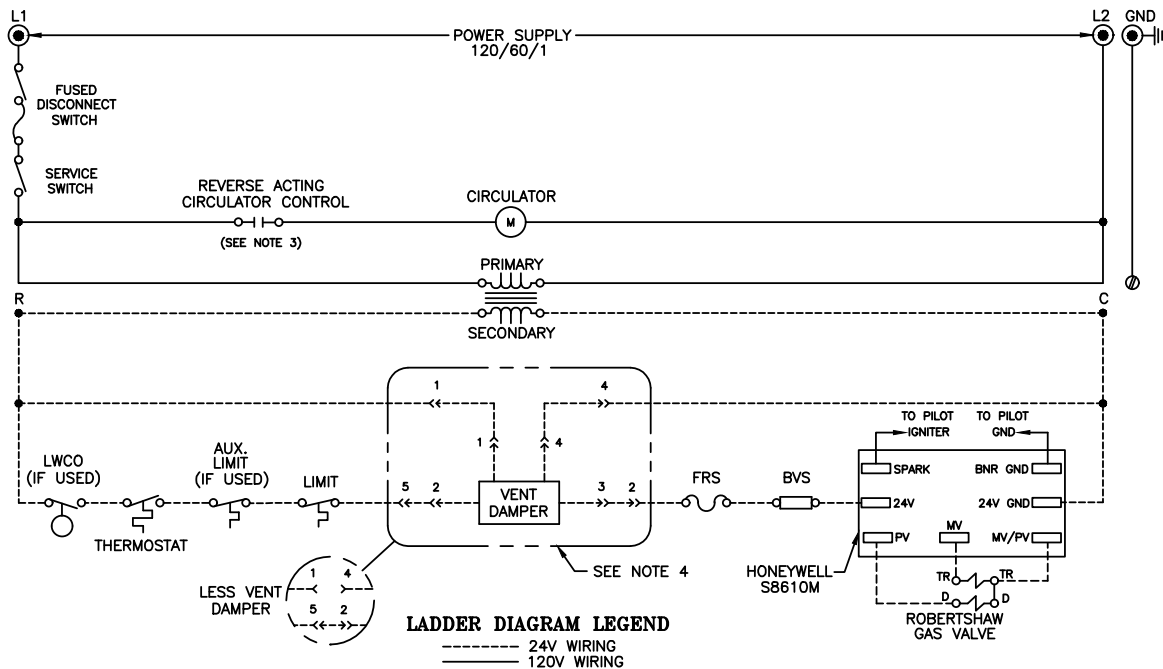 L1
L2 GND
POWER SUPPLY
120/60/1
FUSED
DISCONNECT
SWITCH
SERVICE
SWITCH
REVERSE ACTING
CIRCULATOR CONTROL
(SEE NOTE 3)
CIRCULATOR
M
PRIMARY
SECONDARY
R
C
1
4
1
4
LWCO
(IF USED)
THERMOSTAT
AUX.
LIMIT
(IF USED)
LIMIT
5 2
VENT
DAMPER
3 2
FRS
BVS
TO PILOT
IGNITER
TO PILOT
GND
SPARK
BNR GND
24V
24V GND
PV
MV
MV/PV
HONEYWELL
S8610M
TR
TR
D
D
ROBERTSHAW
GAS VALVE
SEE NOTE 4
LESS VENT
DAMPER
1 4
5 2
LADDER DIAGRAM LEGEND
24V WIRING
120V WIRING